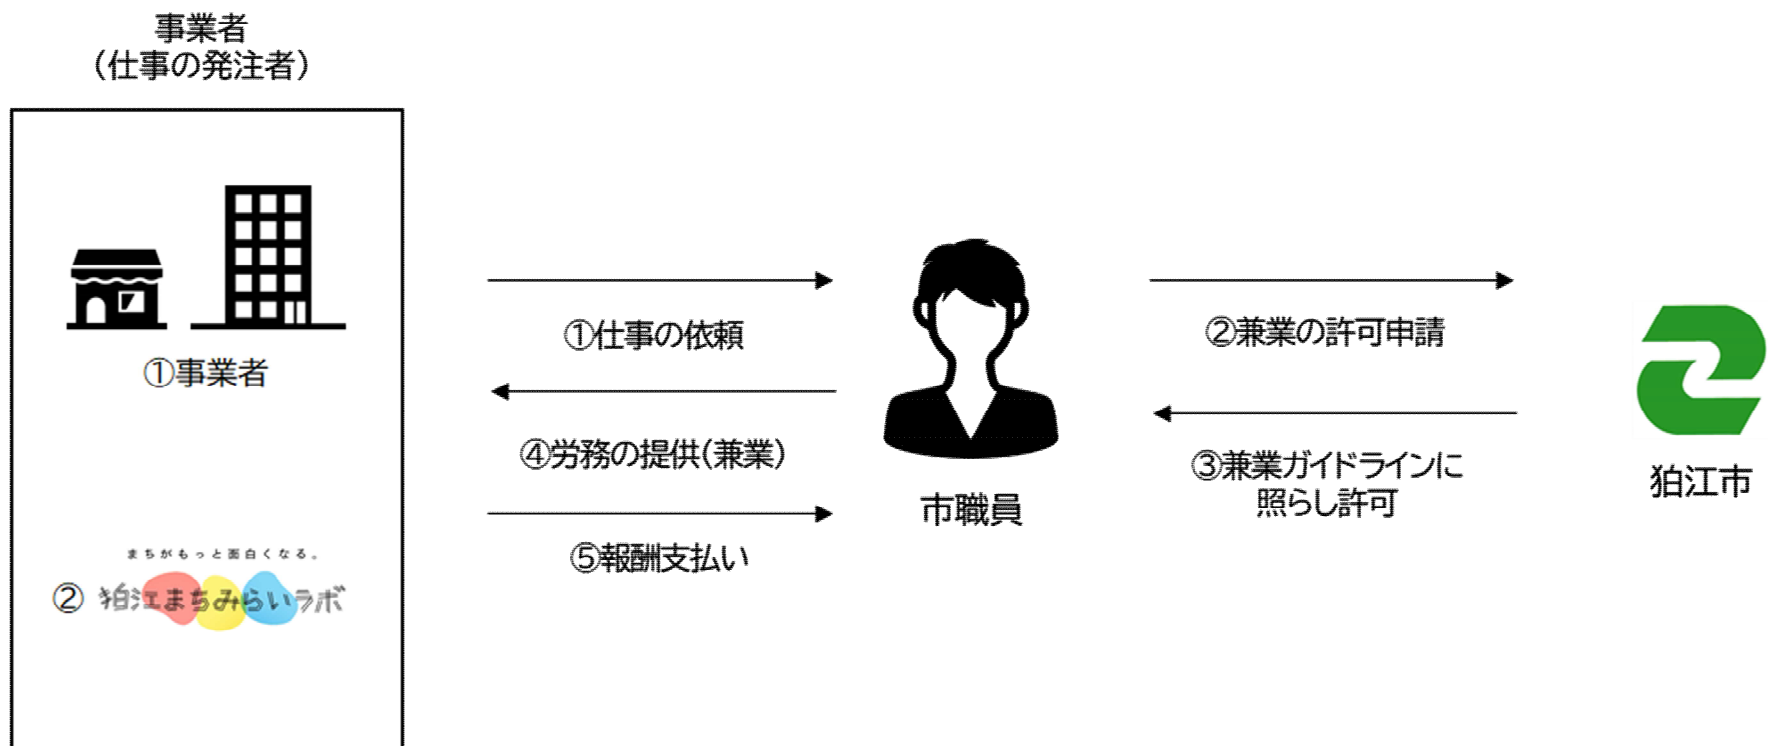 事業者
（仕事の発注者）
①事業者
まちがもっと面白くなる。
② 狛江まちみらいラボ
①仕事の依頼
④労務の提供（兼業）
⑤報酬支払い
市職員
②兼業の許可申請
③兼業ガイドラインに
照らし許可
狛江市